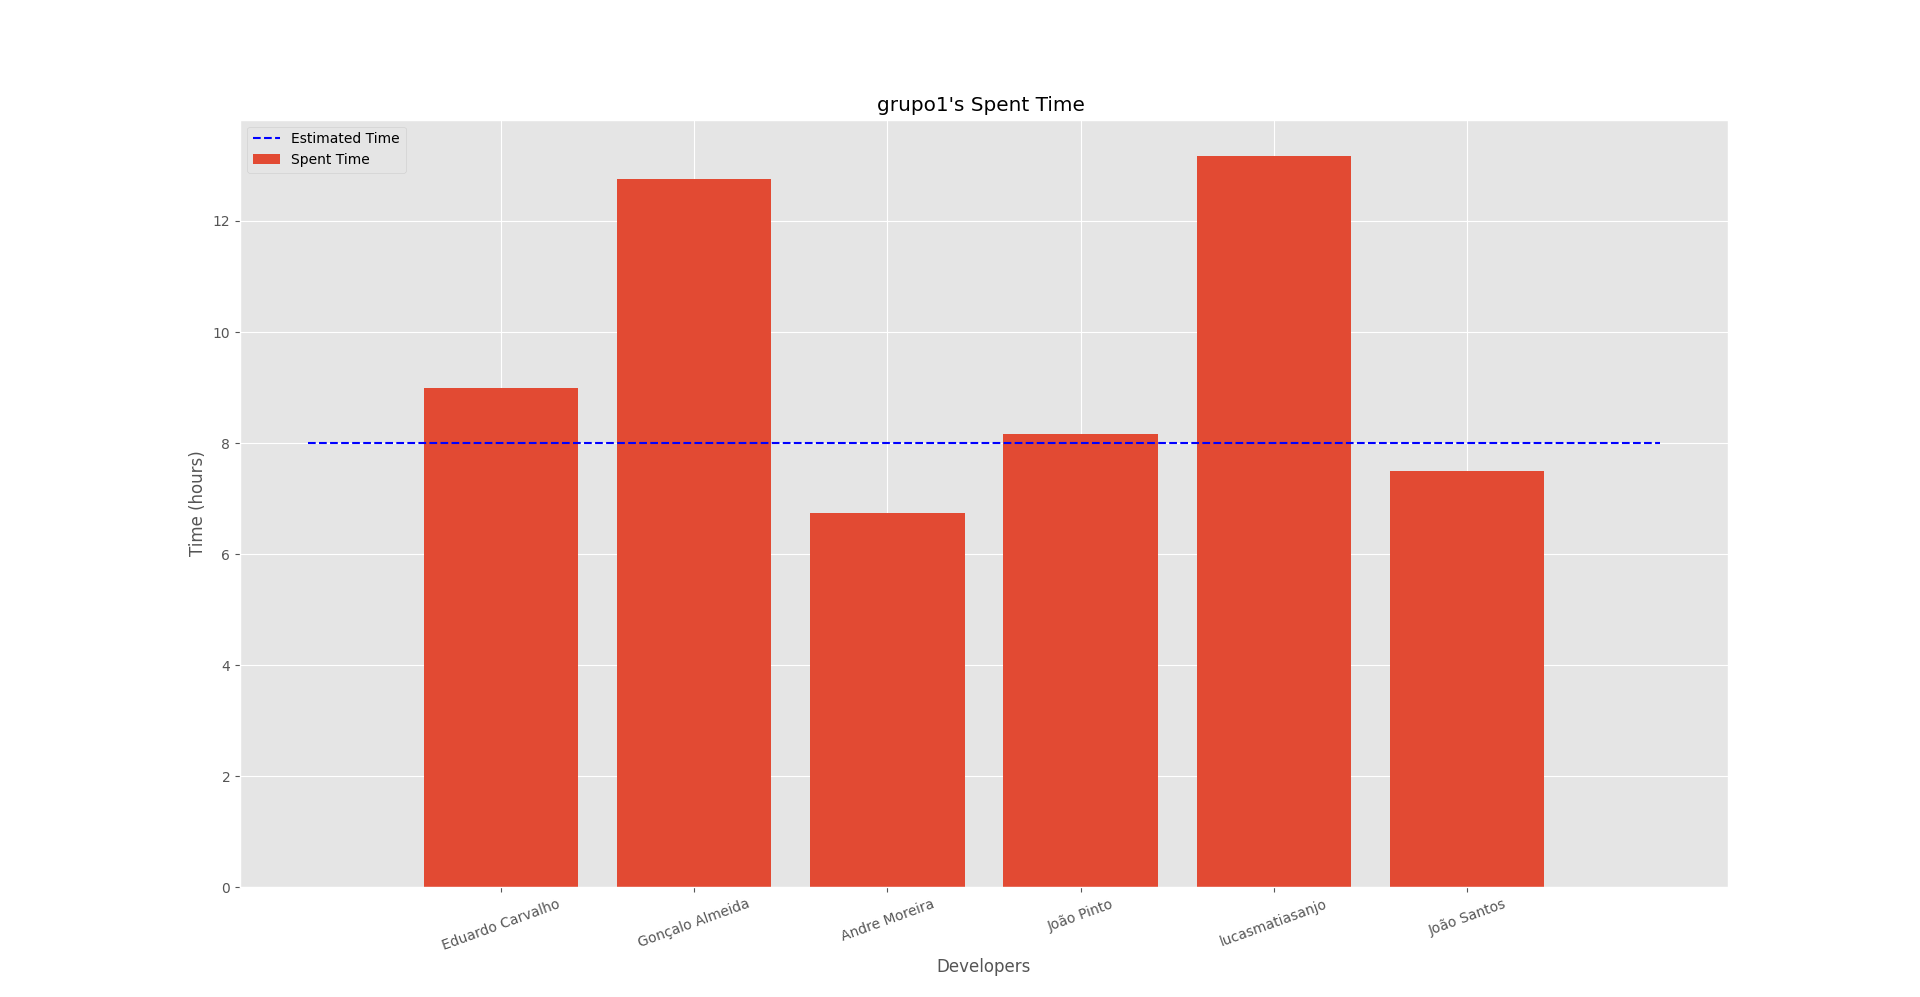 grupo1's Spent Time
Estimated Time
Spent Time
12
10
8
6
4
2
0
Time (hours)
Eduardo Carvalho
Gonçalo Almeida
Andre Moreira
João Pinto
lucasmatiasanjo
João Santos
Developers